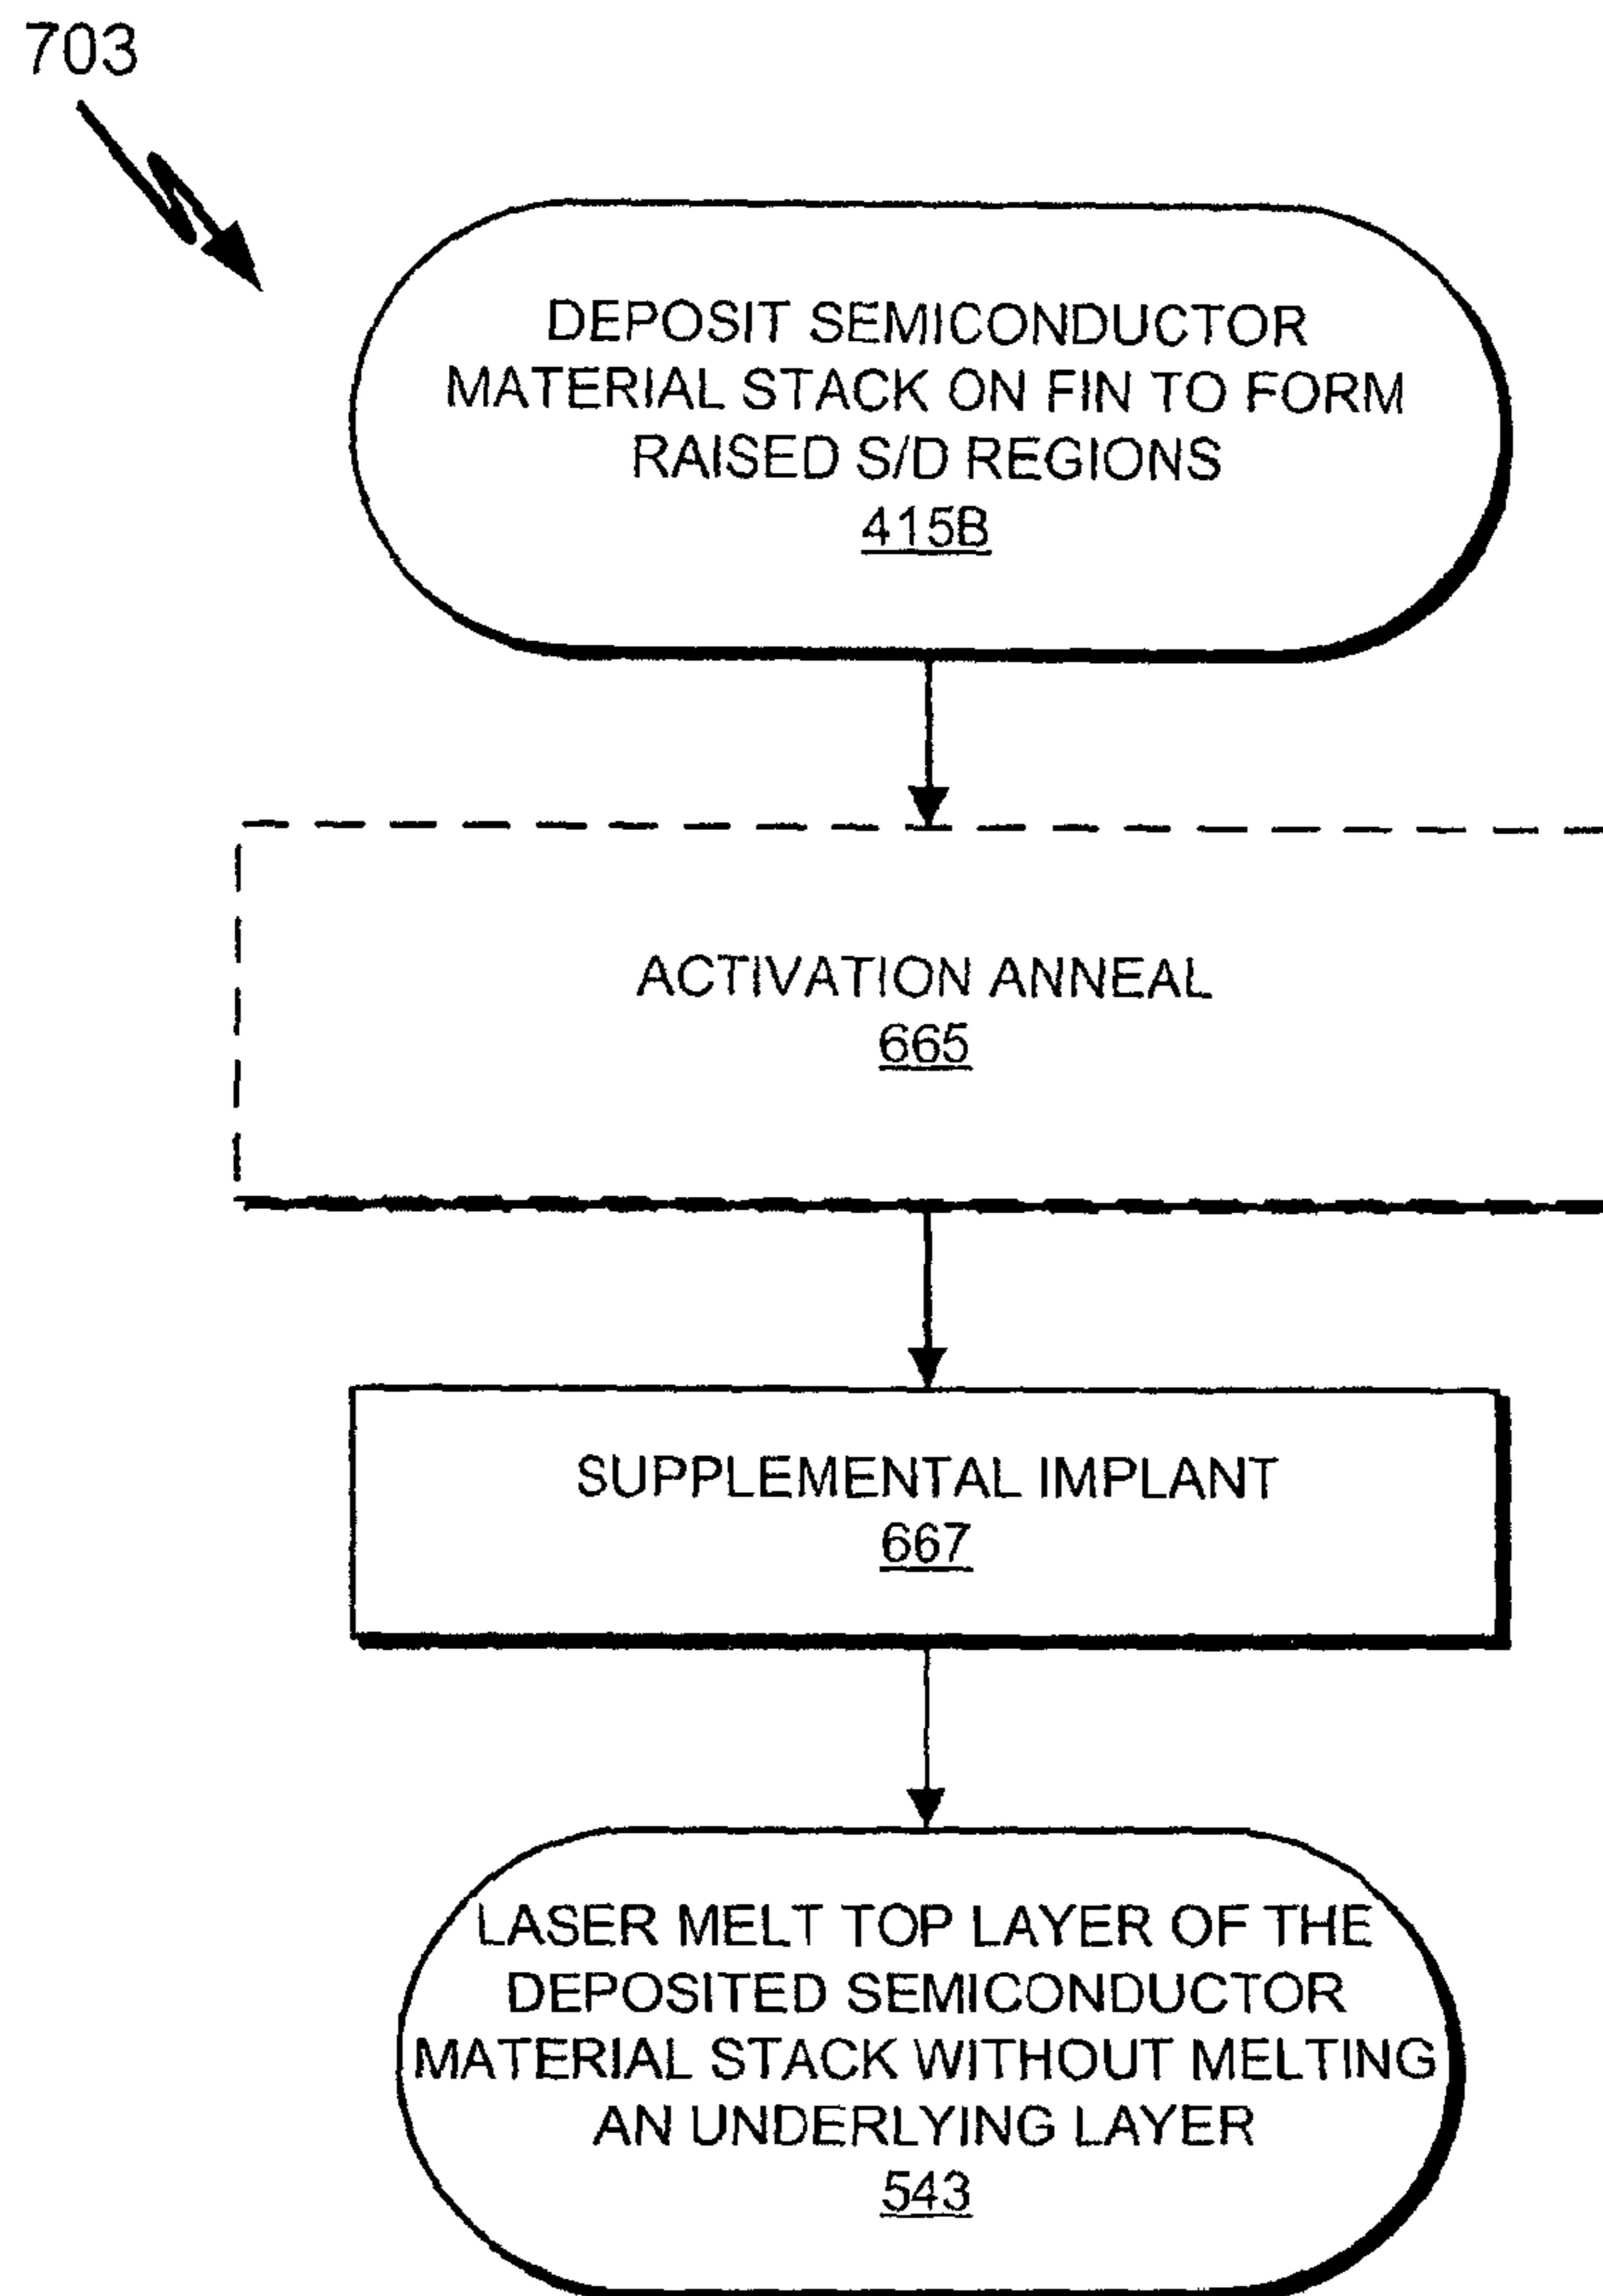 703
DEPOSIT SEMICONDUCTOR
MATERIAL STACK ON FIN TO FORM
RAISED S/D REGIONS
415B
ACTIVATION ANNEAL
665
SUPPLEMENTAL IMPLANT
667
LASER MELT TOP LAYER OF THE
DEPOSITED SEMICONDUCTOR
MATERIAL STACK WITHOUT MELTING
AN UNDERLYING LAYER
543